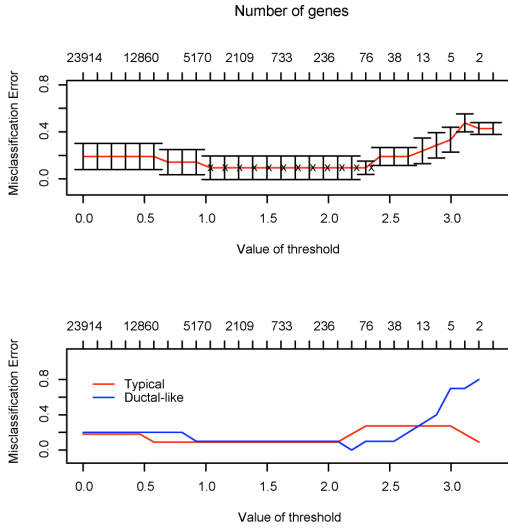 Number of genes
23914 12860 5170 2109 733 236 76 38 13 5 2
Misclassification Error
0.8
0.4
0.0
0.0 0.5 1.0 1.5 2.0 2.5 3.0
Value of threshold
23914 12860 5170 2109 733 236 76 38 13 5 2
Misclassification Error
0.8
0.4
0.0
Typical
Ductal-like
0.0 0.5 1.0 1.5 2.0 2.5 3.0
Value of threshold